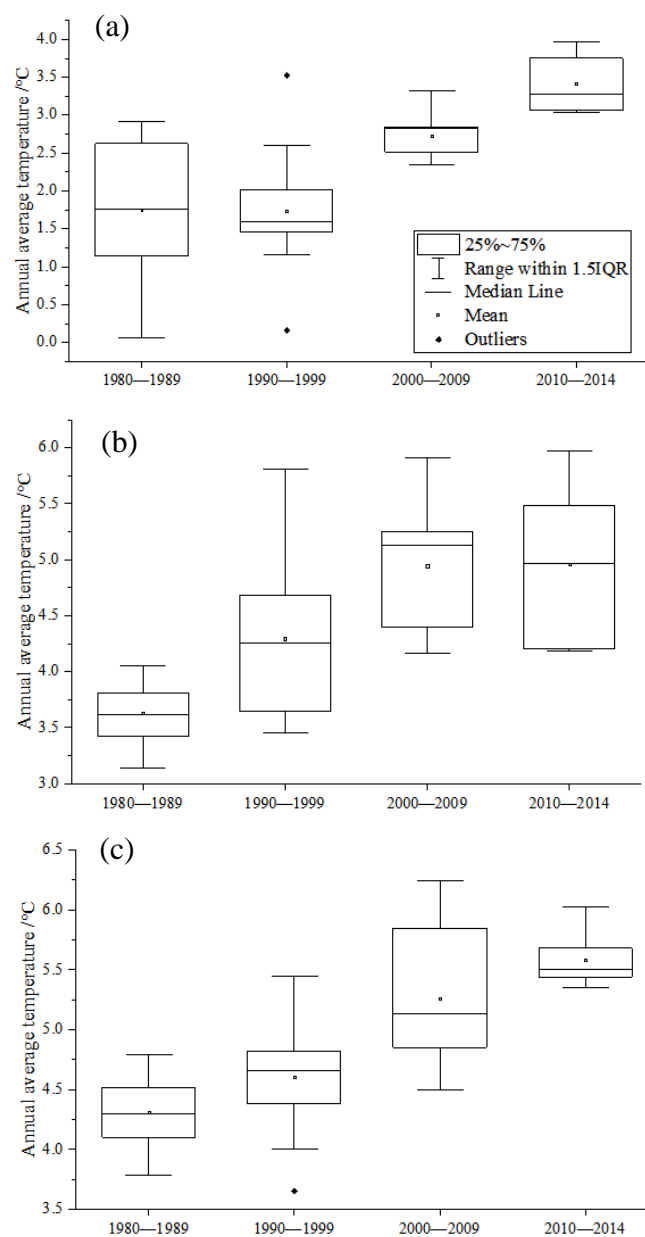 (a)
Annual average temperature /°C
4.0
3.5
3.0
2.5
2.0
1.5
1.0
0.5
0.0
25%~75%
Range within 1.5IQR
Median Line
Mean
Outliers
1980—1989 1990—1999 2000—2009 2010—2014
(b)
Annual average temperature /°C
6.0
5.5
5.0
4.5
4.0
3.5
3.0
1980—1989 1990—1999 2000—2009 2010—2014
(c)
Annual average temperature /°C
6.5
6.0
5.5
5.0
4.5
4.0
3.5
1980—1989 1990—1999 2000—2009 2010—2014